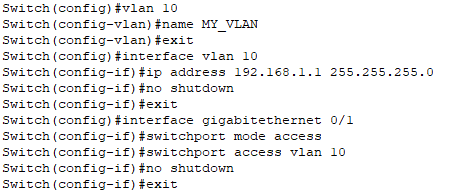 Switch(config)#vlan 10
Switch(config-vlan)#name MY_VLAN
Switch(config-vlan)#exit
Switch(config)#interface vlan 10
Switch(config-if)#ip address 192.168.1.1 255.255.255.0
Switch(config-if)#no shutdown
Switch(config-if)#exit
Switch(config)#interface gigabitethernet 0/1
Switch(config-if)#switchport mode access
Switch(config-if)#switchport access vlan 10
Switch(config-if)#no shutdown
Switch(config-if)#exit